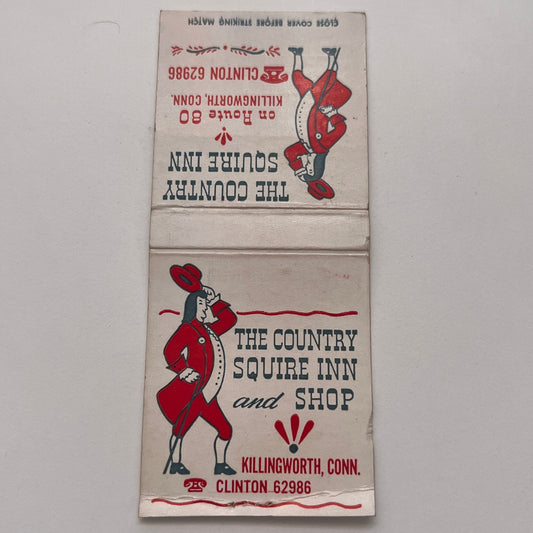 CLOSE COVER BEFORE STRIKING MATCH
THE COUNTRY
SQUIRE INN
on Route 80
KILLINGWORTH, CONN.
CLINTON 62986
THE COUNTRY
SQUIRE INN
and SHOP
KILLINGWORTH, CONN.
CLINTON 62986